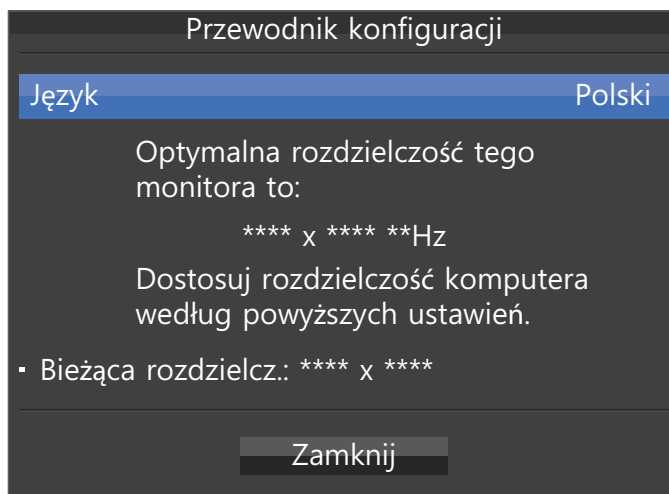 Przewodnik konfiguracji
Język Polski
Optymalna rozdzielczość tego
monitora to:
**** x **** **Hz
Dostosuj rozdzielczość komputera
według powyższych ustawień.
▪ Bieżąca rozdzielcz.: **** x ****
Zamknij